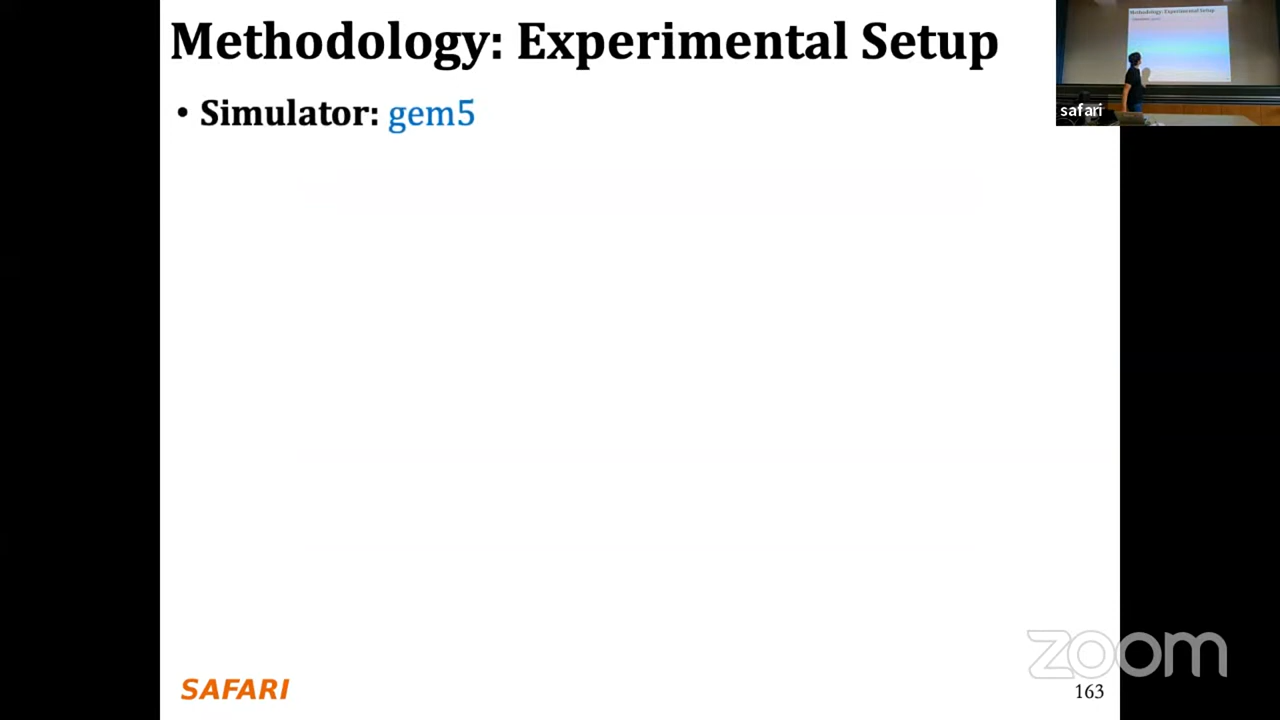 Methodology: Experimental Setup
• Simulator: gem5
safari
SAFARI
163
zoom